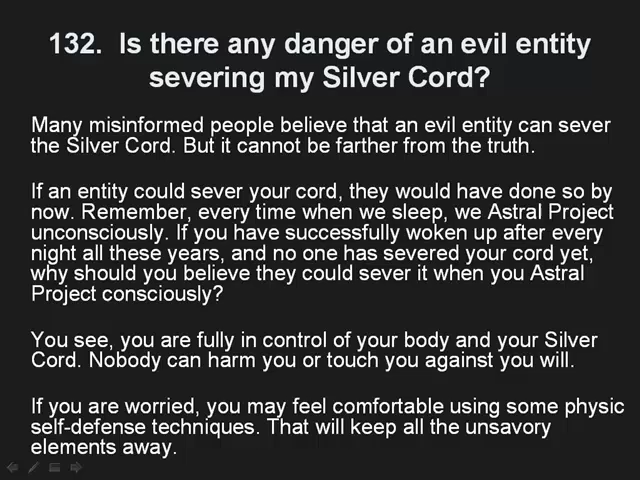 132.  Is there any danger of an evil entity
severing my Silver Cord?
Many misinformed people believe that an evil entity can sever
the Silver Cord. But it cannot be farther from the truth.
If an entity could sever your cord, they would have done so by
now. Remember, every time when we sleep, we Astral Project
unconsciously. If you have successfully woken up after every
night all these years, and no one has severed your cord yet,
why should you believe they could sever it when you Astral
Project consciously?
You see, you are fully in control of your body and your Silver
Cord. Nobody can harm you or touch you against you will.
If you are worried, you may feel comfortable using some physic
self-defense techniques. That will keep all the unsavory
elements away.